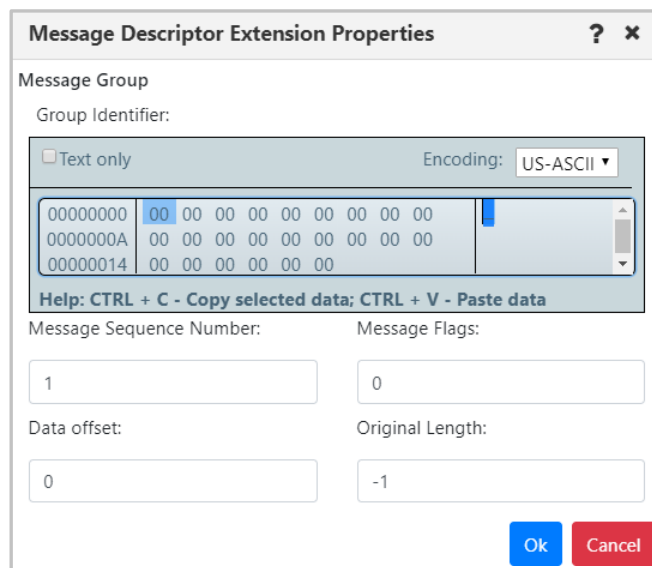 Message Descriptor Extension Properties ? ×
Message Group
Group Identifier:
Text only Encoding: US-ASCII
00000000 00 00 00 00 00 00 00 00 00
0000000A 00 00 00 00 00 00 00 00 00
00000014 00 00 00 00 00 00
Help: CTRL + C - Copy selected data; CTRL + V - Paste data
Message Sequence Number: Message Flags:
1 0
Data offset: Original Length:
0 -1
Ok Cancel